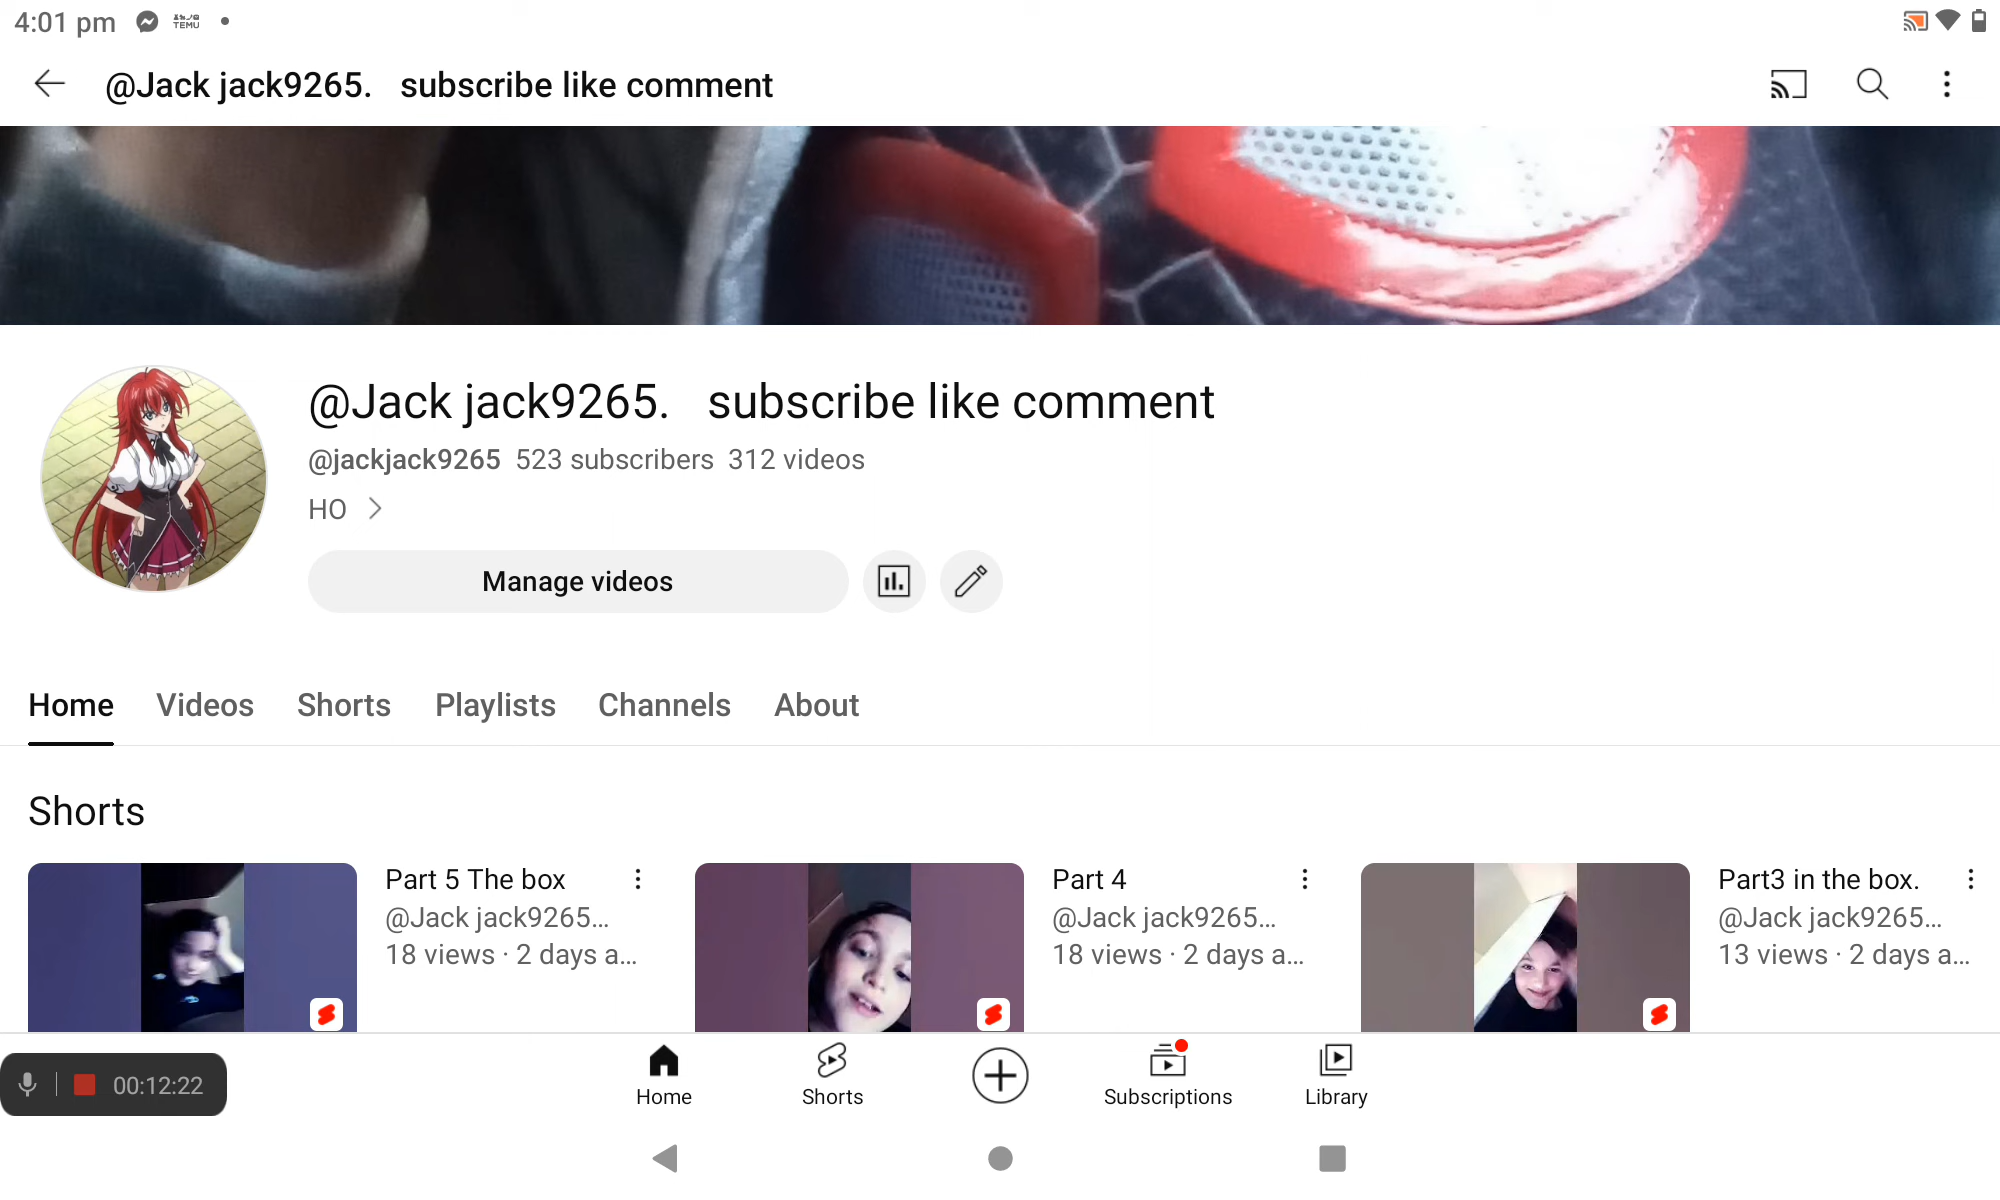 4:01 pm
TEMU
@Jack jack9265. subscribe like comment
@Jack jack9265. subscribe like comment
@jackjack9265 523 subscribers 312 videos
HO
Manage videos
Home Videos Shorts Playlists Channels About
Shorts
Part 5 The box
@Jack jack9265...
18 views · 2 days a...
Part 4
@Jack jack9265...
18 views · 2 days a...
Part3 in the box.
@Jack jack9265...
13 views · 2 days a...
00:12:22
Home Shorts Subscriptions Library